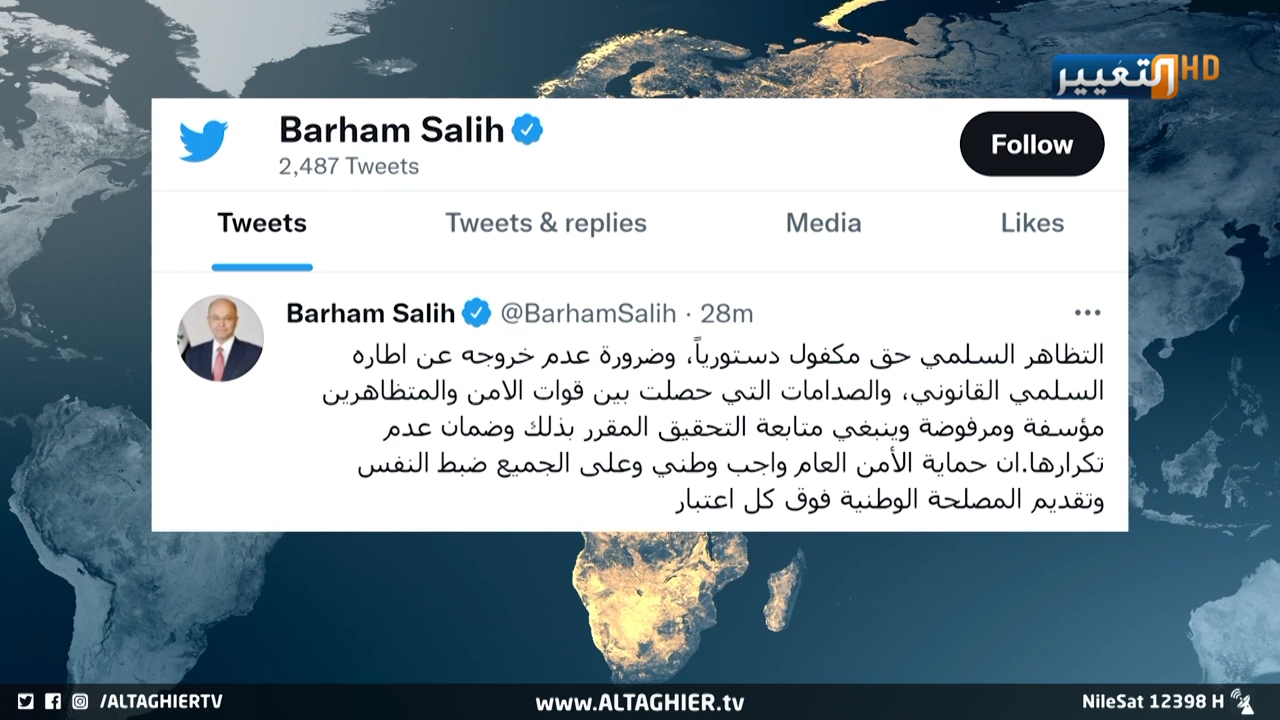 التغيير HD
Barham Salih
2,487 Tweets
Follow
Tweets Tweets & replies Media Likes
Barham Salih @BarhamSalih · 28m
التظاهر السلمي حق مكفول دستورياً، وضرورة عدم خروجه عن اطاره
السلمي القانوني، والصدامات التي حصلت بين قوات الامن والمتظاهرين
مؤسفة ومرفوضة وينبغي متابعة التحقيق المقرر بذلك وضمان عدم
تكرارها.ان حماية الأمن العام واجب وطني وعلى الجميع ضبط النفس
وتقديم المصلحة الوطنية فوق كل اعتبار
/ALTAGHIERTV www.ALTAGHIER.tv NileSat 12398 H